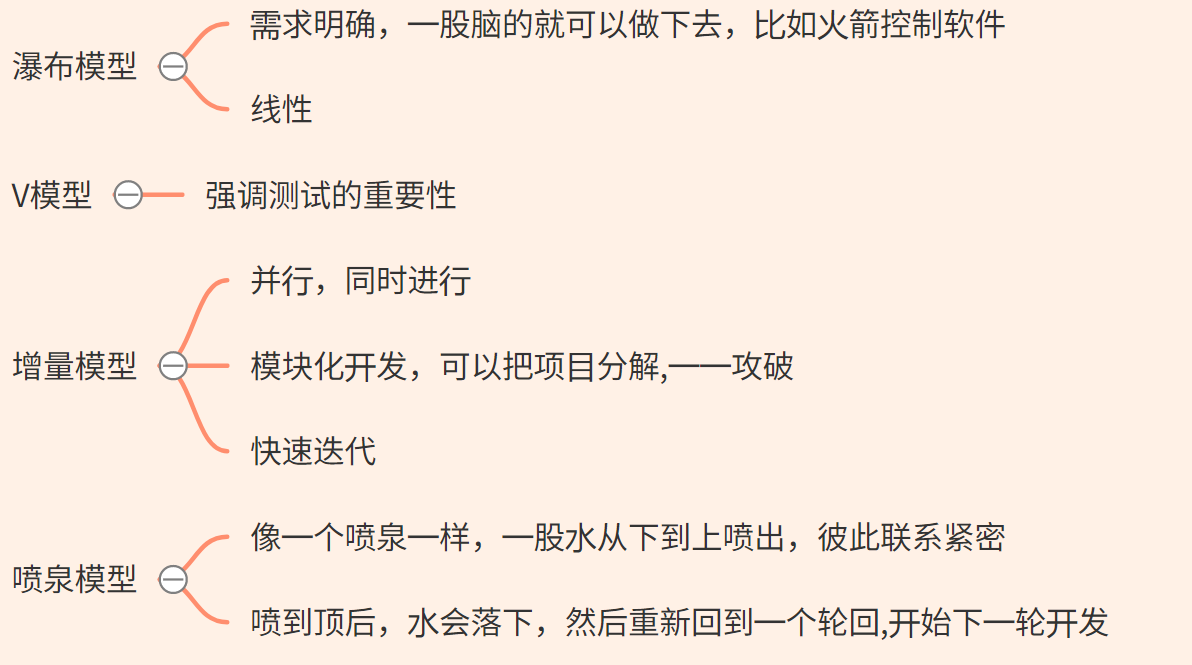 瀑布模型
需求明确，一股脑的就可以做下去，比如火箭控制软件
线性
V模型
强调测试的重要性
增量模型
并行，同时进行
模块化开发，可以把项目分解,一一攻破
快速迭代
喷泉模型
像一个喷泉一样，一股水从下到上喷出，彼此联系紧密
喷到顶后，水会落下，然后重新回到一个轮回,开始下一轮开发